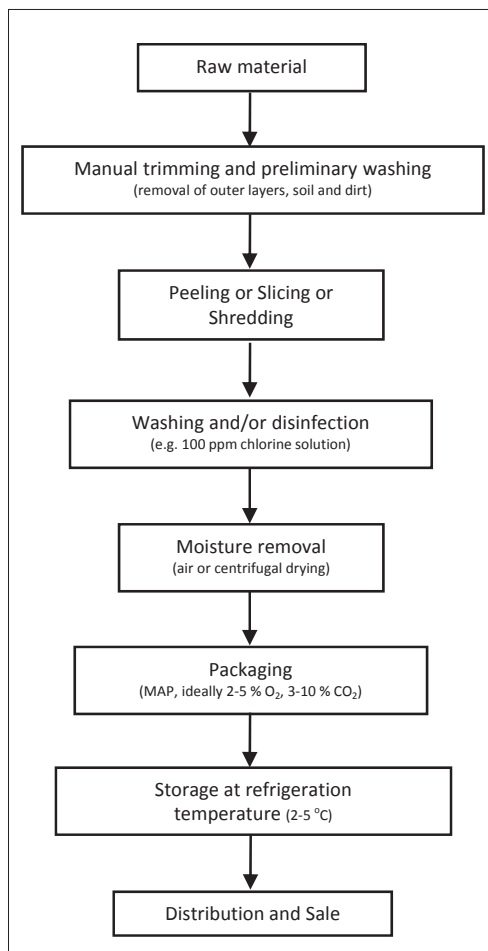 Raw material
Manual trimming and preliminary washing
(removal of outer layers, soil and dirt)
Peeling or Slicing or
Shredding
Washing and/or disinfection
(e.g. 100 ppm chlorine solution)
Moisture removal
(air or centrifugal drying)
Packaging
(MAP, ideally 2-5 % O₂, 3-10 % CO₂)
Storage at refrigeration
temperature (2-5 °C)
Distribution and Sale